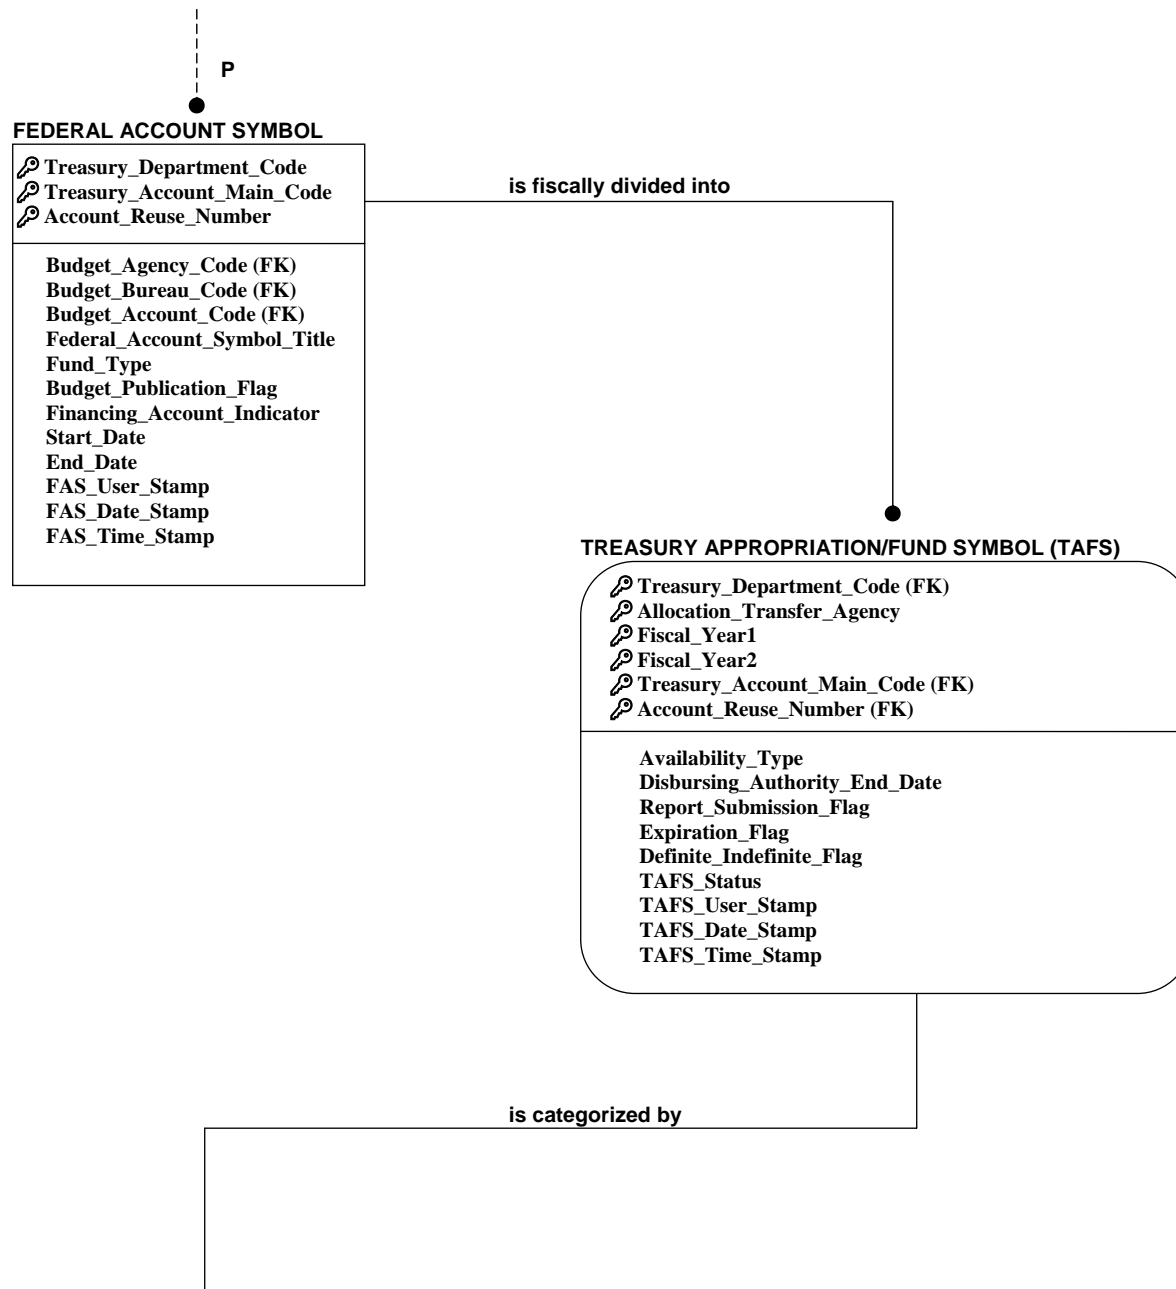 P
FEDERAL ACCOUNT SYMBOL
Treasury_Department_Code
Treasury_Account_Main_Code
Account_Reuse_Number
Budget_Agency_Code (FK)
Budget_Bureau_Code (FK)
Budget_Account_Code (FK)
Federal_Account_Symbol_Title
Fund_Type
Budget_Publication_Flag
Financing_Account_Indicator
Start_Date
End_Date
FAS_User_Stamp
FAS_Date_Stamp
FAS_Time_Stamp
is fiscally divided into
TREASURY APPROPRIATION/FUND SYMBOL (TAFS)
Treasury_Department_Code (FK)
Allocation_Transfer_Agency
Fiscal_Year1
Fiscal_Year2
Treasury_Account_Main_Code (FK)
Account_Reuse_Number (FK)
Availability_Type
Disbursing_Authority_End_Date
Report_Submission_Flag
Expiration_Flag
Definite_Indefinite_Flag
TAFS_Status
TAFS_User_Stamp
TAFS_Date_Stamp
TAFS_Time_Stamp
is categorized by